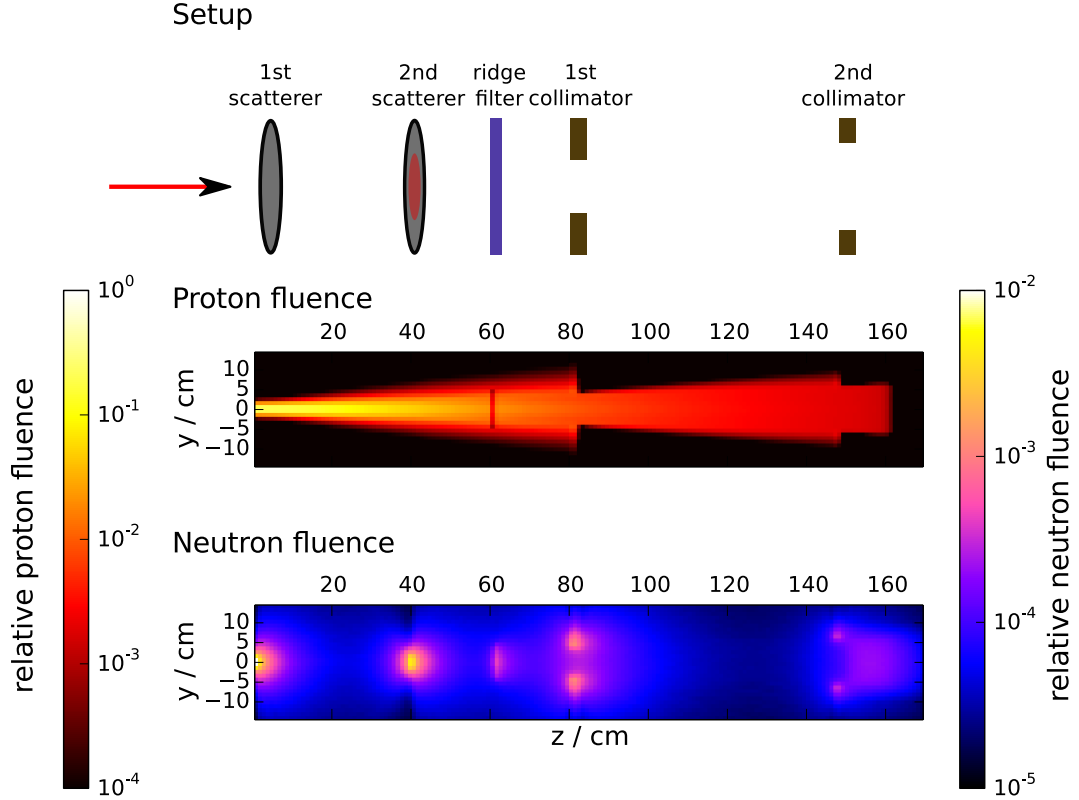 Setup
1st
scatterer
2nd
scatterer
ridge
filter
1st
collimator
2nd
collimator
Proton fluence
20 40 60 80 100 120 140 160
10
5
0
−5
−10
y / cm
relative proton fluence
10⁰
10⁻¹
10⁻²
10⁻³
10⁻⁴
Neutron fluence
20 40 60 80 100 120 140 160
10
5
0
−5
−10
y / cm
z / cm
10⁻²
10⁻³
10⁻⁴
10⁻⁵
relative neutron fluence